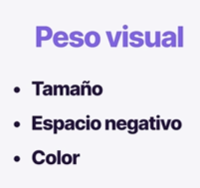 Peso visual
• Tamaño
• Espacio negativo
• Color